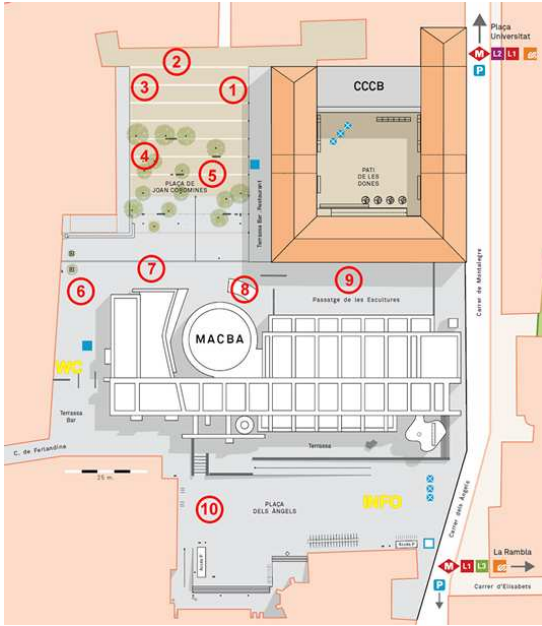 Plaça
Universitat
M L2 L1
P
2
3
1
CCCB
4
5
PLAÇA DE
JOAN COROMINES
PATI
DE LES
DONES
Terrassa Bar Restaurant
Carrer de Montalegre
6
7
8
9
Passatge de les Escultures
MACBA
WC
Terrassa
Bar
C. de Ferlandina
25 m.
Terrassa
10
PLAÇA
DELS ÀNGELS
INFO
Carrer dels Àngels
Accés P
Accés P
La Rambla
M L1 L3
P
Carrer d'Elisabets